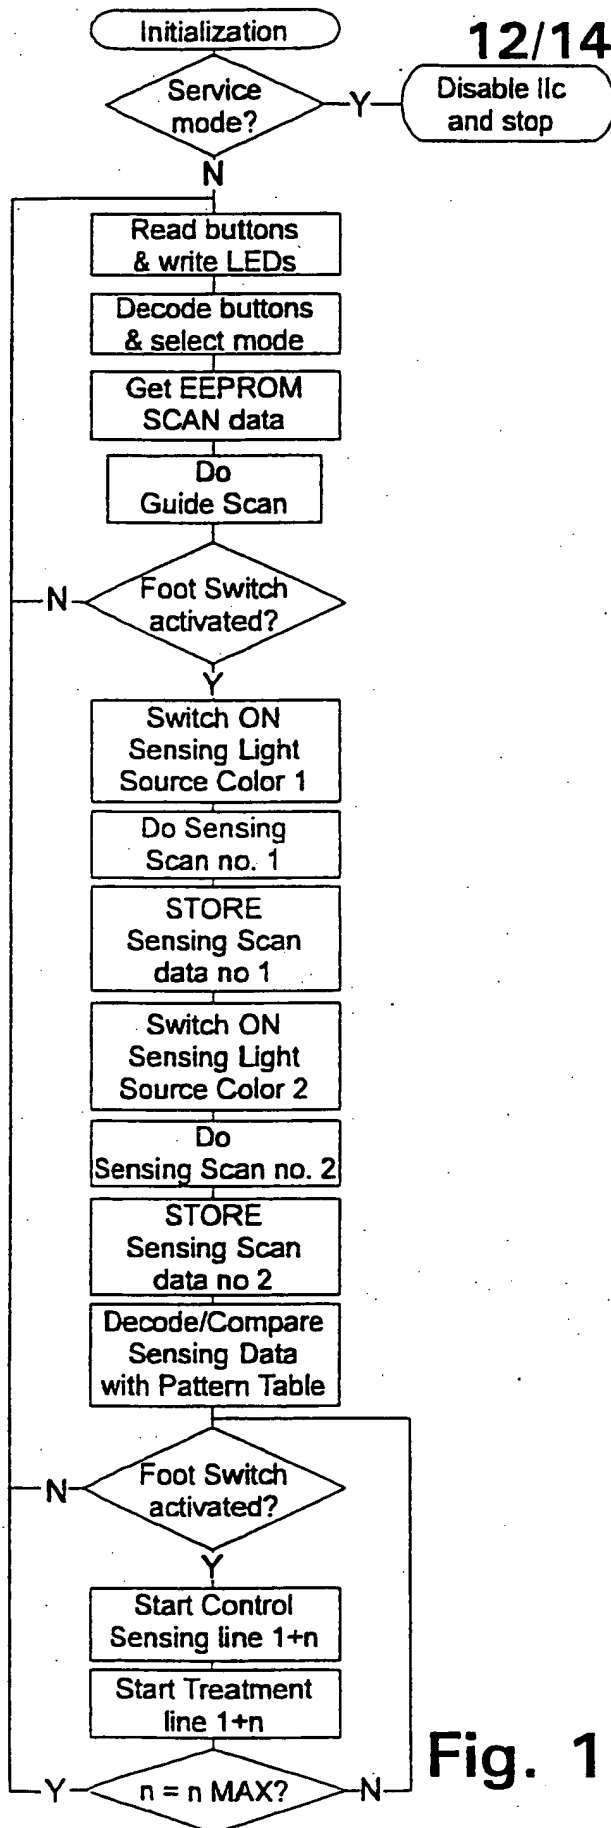 Initialization
12/14
Service
mode?
Y
Disable IIc
and stop
N
Read buttons
& write LEDs
Decode buttons
& select mode
Get EEPROM
SCAN data
Do
Guide Scan
N
Foot Switch
activated?
Y
Switch ON
Sensing Light
Source Color 1
Do Sensing
Scan no. 1
STORE
Sensing Scan
data no 1
Switch ON
Sensing Light
Source Color 2
Do
Sensing Scan no. 2
STORE
Sensing Scan
data no 2
Decode/Compare
Sensing Data
with Pattern Table
N
Foot Switch
activated?
Y
Start Control
Sensing line 1+n
Start Treatment
line 1+n
Y
n = n MAX?
N
Fig. 1